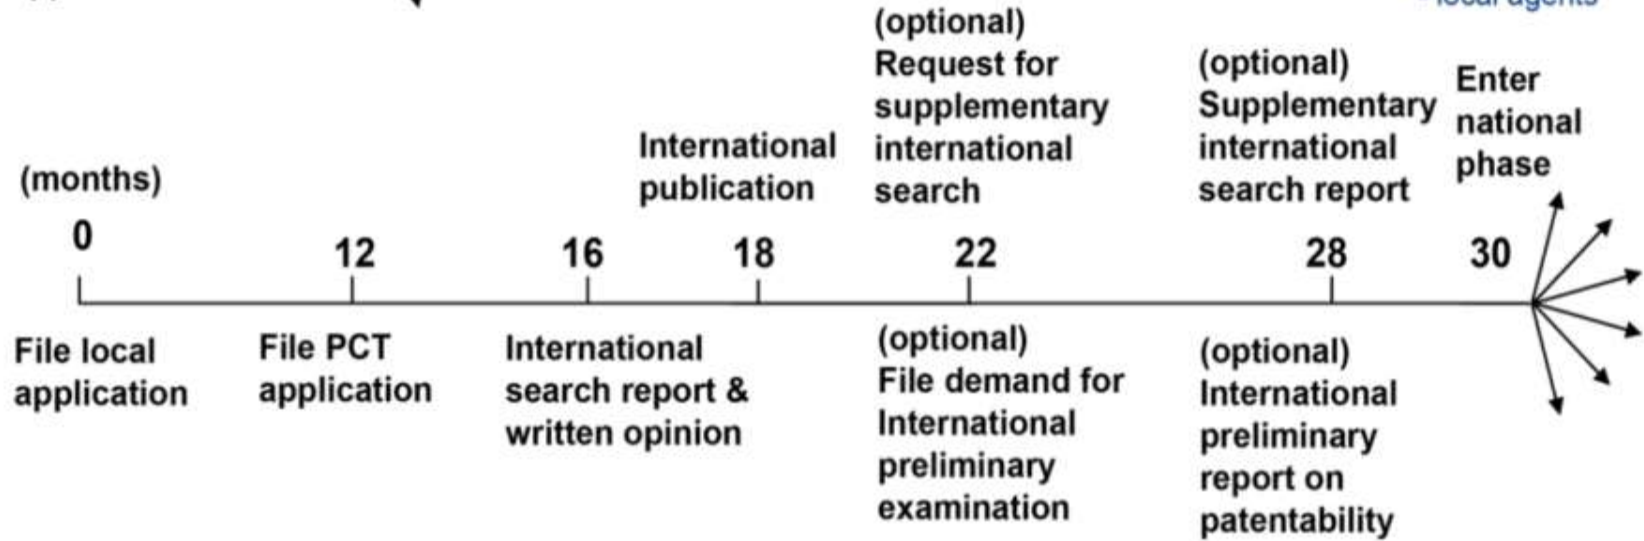 local agents
(optional)
Request for
supplementary
international
search
(optional)
Supplementary
international
search report
Enter
national
phase
International
publication
(months)
0
12
16
18
22
28
30
File local
application
File PCT
application
International
search report &
written opinion
(optional)
File demand for
International
preliminary
examination
(optional)
International
preliminary
report on
patentability